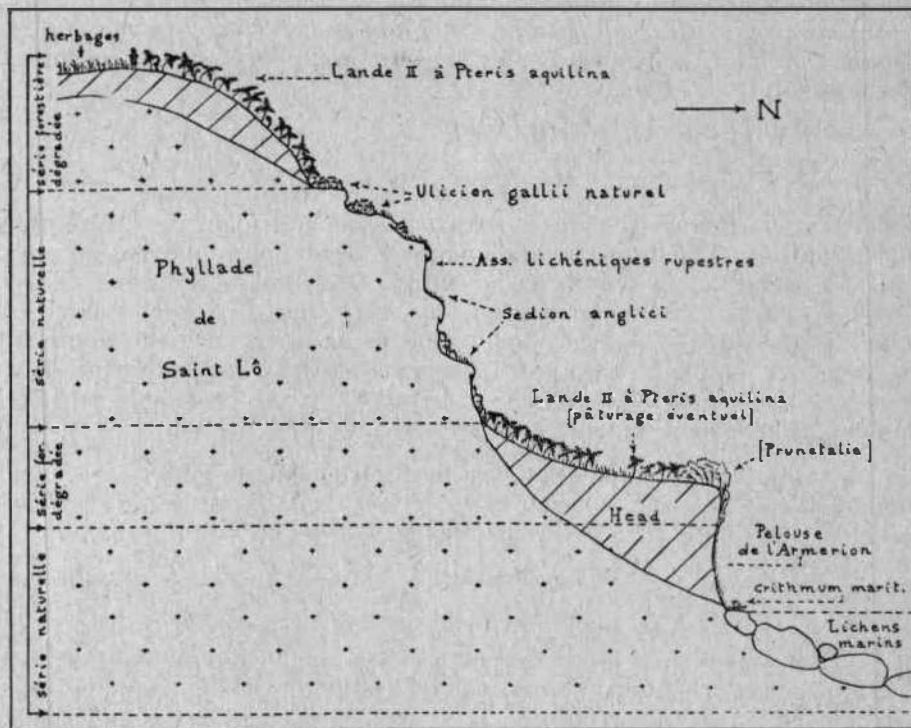 herbages
Lande II à Pteris aquilina
N
série forestière
dégradée
Ulicion gallii naturel
Phyllade
de
Saint Lô
Ass. lichéniques rupestres
Sedion anglici
série naturelle
Lande II à Pteris aquilina
[pâturage éventuel]
[Prunetalia]
Série for.
dégradée
Head
Pelouse
de l'Armerion
crithmum marit.
Lichens
marins
série naturelle